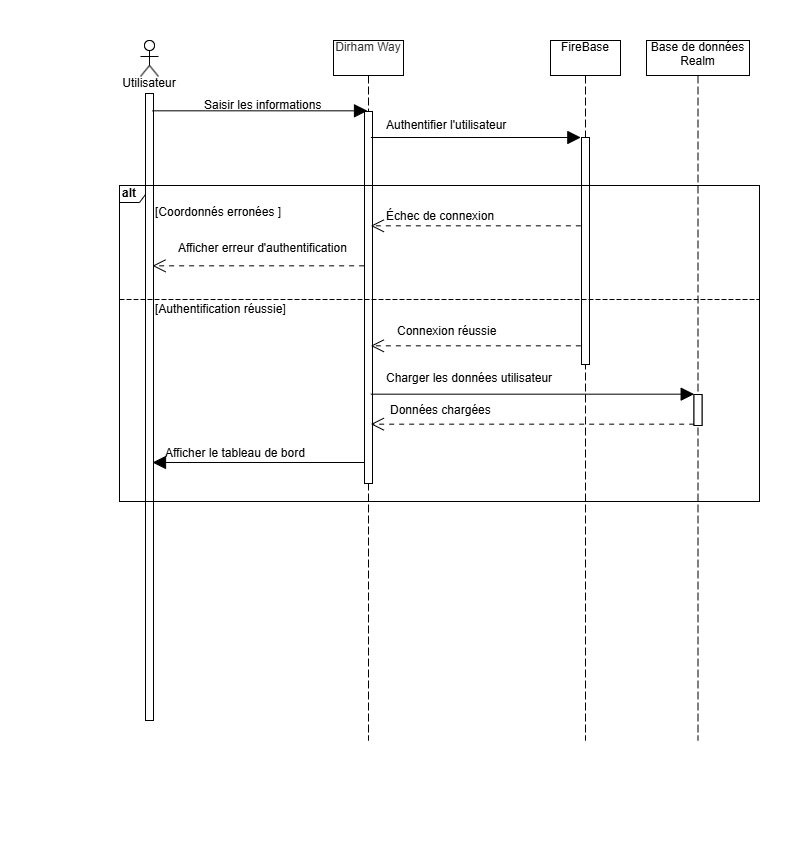 Utilisateur
Dirham Way
FireBase
Base de données
Realm
Saisir les informations
Authentifier l'utilisateur
alt
[Coordonnés erronées ]
Échec de connexion
Afficher erreur d'authentification
[Authentification réussie]
Connexion réussie
Charger les données utilisateur
Données chargées
Afficher le tableau de bord